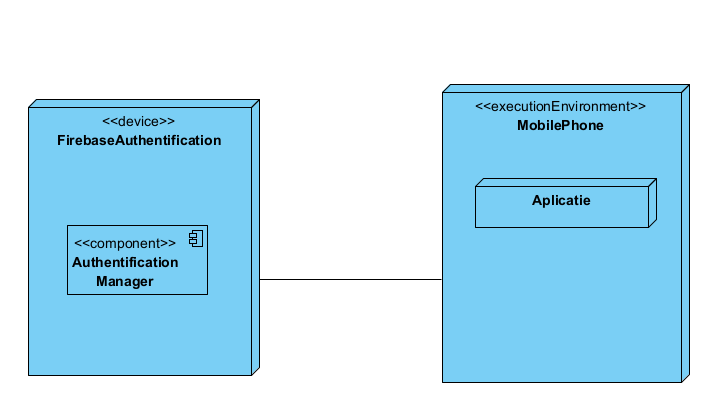 <<device>>
FirebaseAuthentification
<<component>>
Authentification
Manager
<<executionEnvironment>>
MobilePhone
Aplicatie